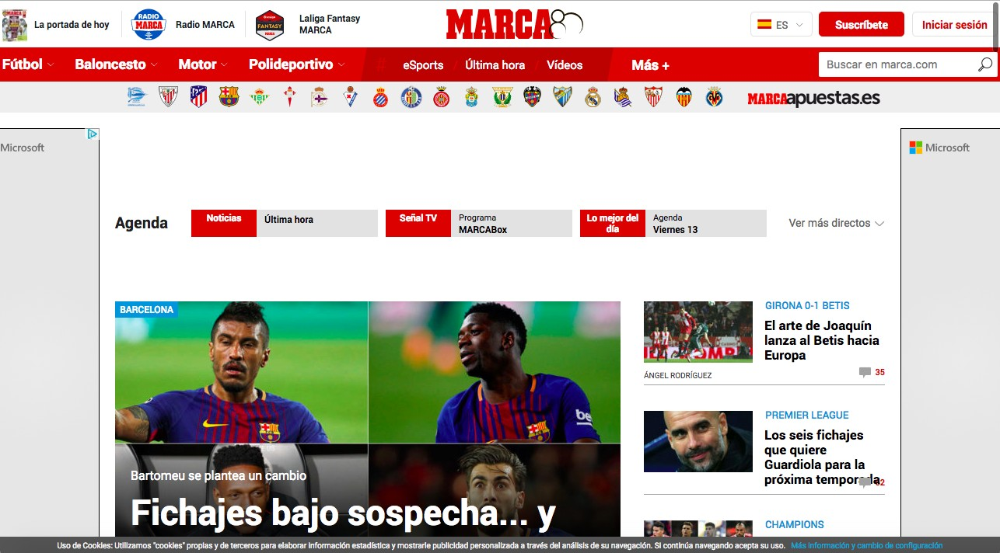 La portada de hoy
RADIO
MARCA
Radio MARCA
FANTASY
MARCA
Laliga Fantasy
MARCA
MARCA
ES
Suscríbete
Iniciar sesión
Fútbol
Baloncesto
Motor
Polideportivo
#
eSports
Última hora
Vídeos
Más +
Buscar en marca.com
MARCAapuestas.es
Microsoft
Microsoft
Agenda
Noticias
Última hora
Señal TV
Programa
MARCABox
Lo mejor del
día
Agenda
Viernes 13
Ver más directos
BARCELONA
be
Bartomeu se plantea un cambio
Fichajes bajo sospecha... y
GIRONA 0-1 BETIS
El arte de Joaquín
lanza al Betis hacia
Europa
35
ÁNGEL RODRÍGUEZ
PREMIER LEAGUE
Los seis fichajes
que quiere
Guardiola para la
próxima temporada
CHAMPIONS
Uso de Cookies: Utilizamos "cookies" propias y de terceros para elaborar información estadística y mostrarle publicidad personalizada a través del análisis de su navegación. Si continúa navegando acepta su uso. Más información y cambio de configuración